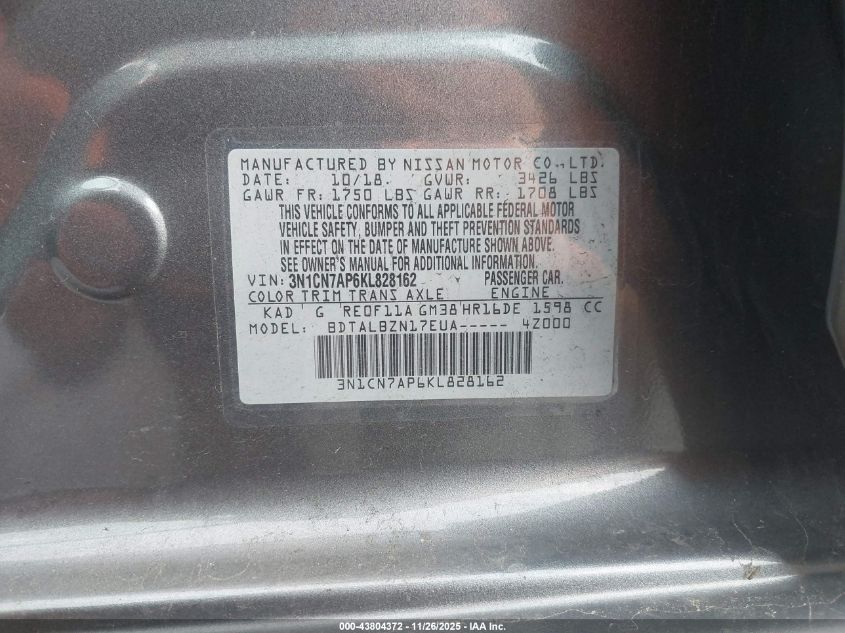 MANUFACTURED BY NISSAN MOTOR CO.,LTD.
DATE: 10/18. GVWR: 3426 LBS
GAWR FR: 1750 LBS GAWR RR: 1708 LBS
THIS VEHICLE CONFORMS TO ALL APPLICABLE FEDERAL MOTOR
VEHICLE SAFETY, BUMPER AND THEFT PREVENTION STANDARDS
IN EFFECT ON THE DATE OF MANUFACTURE SHOWN ABOVE.
SEE OWNER'S MANUAL FOR ADDITIONAL INFORMATION.
VIN: 3N1CN7AP6KL828162 PASSENGER CAR.
COLOR TRIM TRANS AXLE ENGINE
KAD G RE0F11A GM38 HR16DE 1598 CC
MODEL: BDTALBZN17EUA----- 4Z000
3N1CN7AP6KL828162
000-43804372 - 11/26/2025 - IAA Inc.